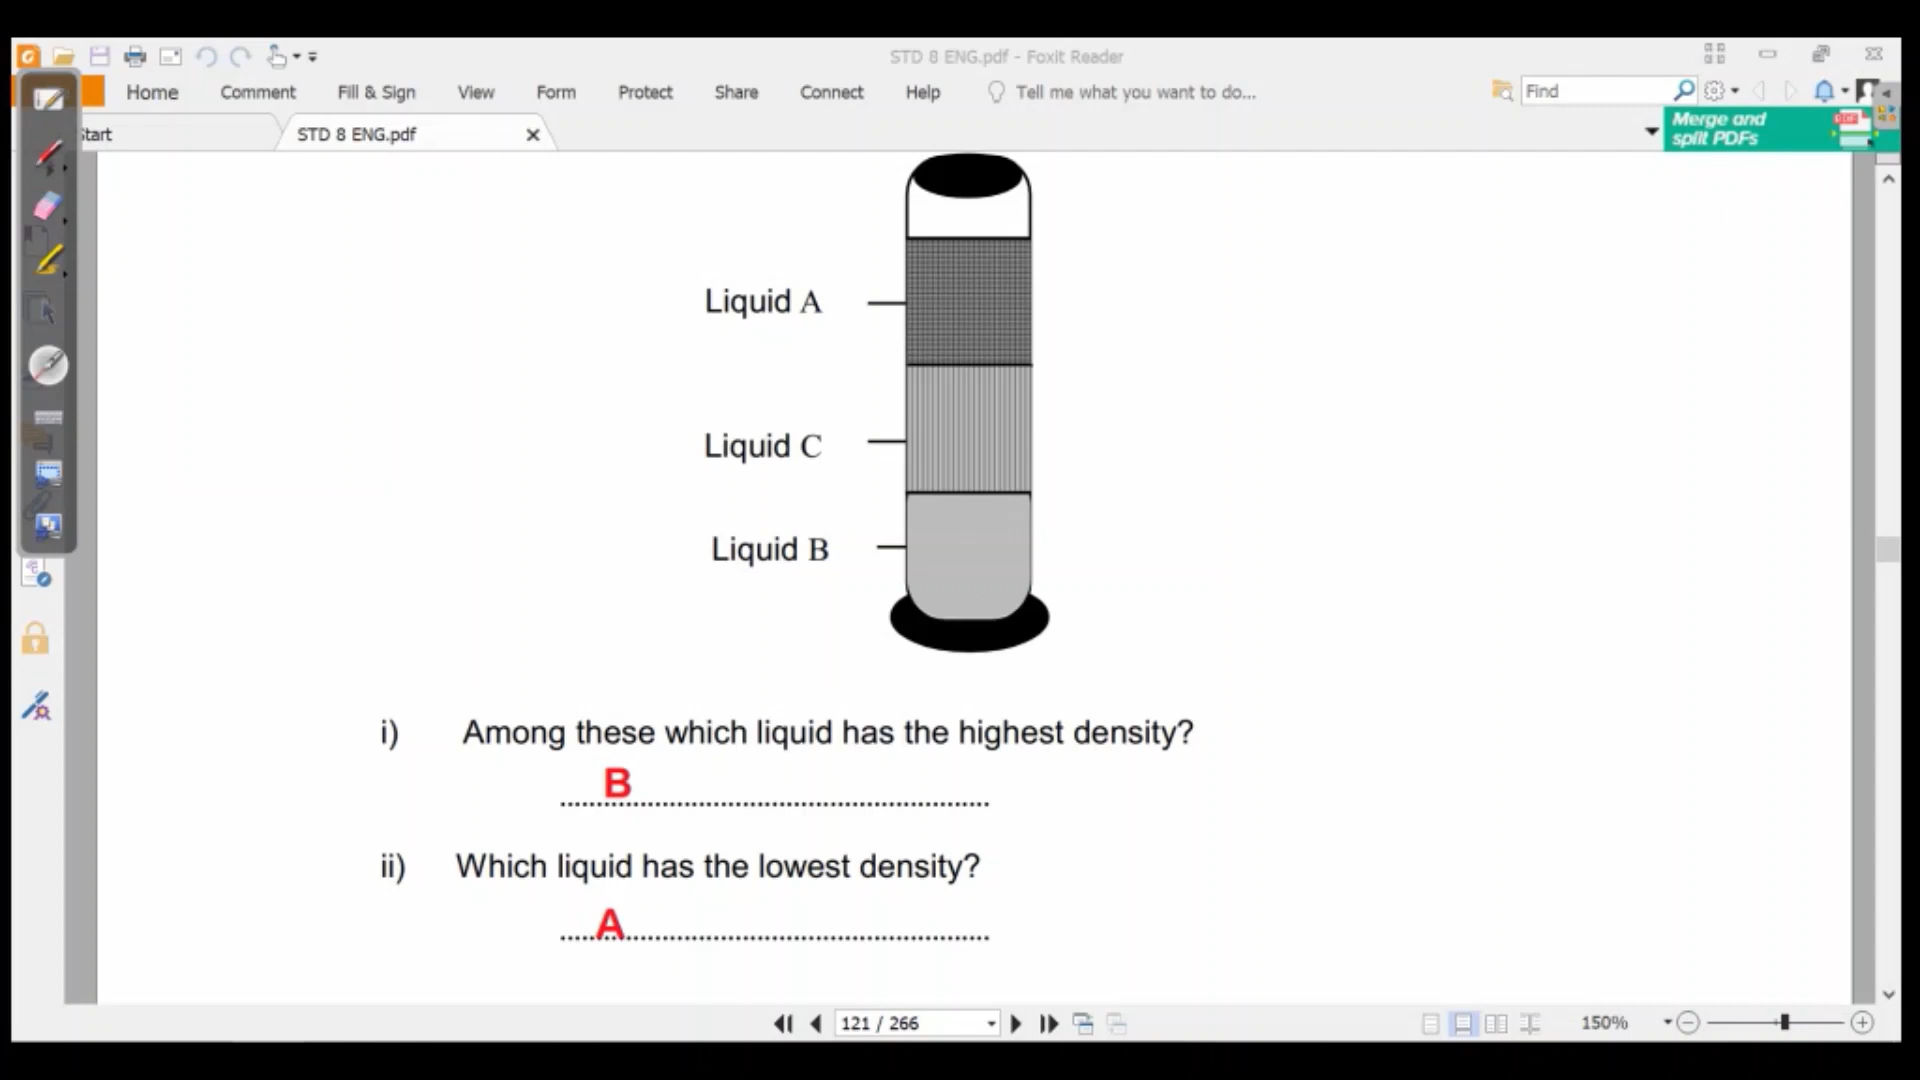 STD 8 ENG.pdf - Foxit Reader
Home Comment Fill & Sign View Form Protect Share Connect Help Tell me what you want to do... Find
Start STD 8 ENG.pdf Merge and
split PDFs
Liquid A
Liquid C
Liquid B
i) Among these which liquid has the highest density?
B
ii) Which liquid has the lowest density?
A
121 / 266 150%